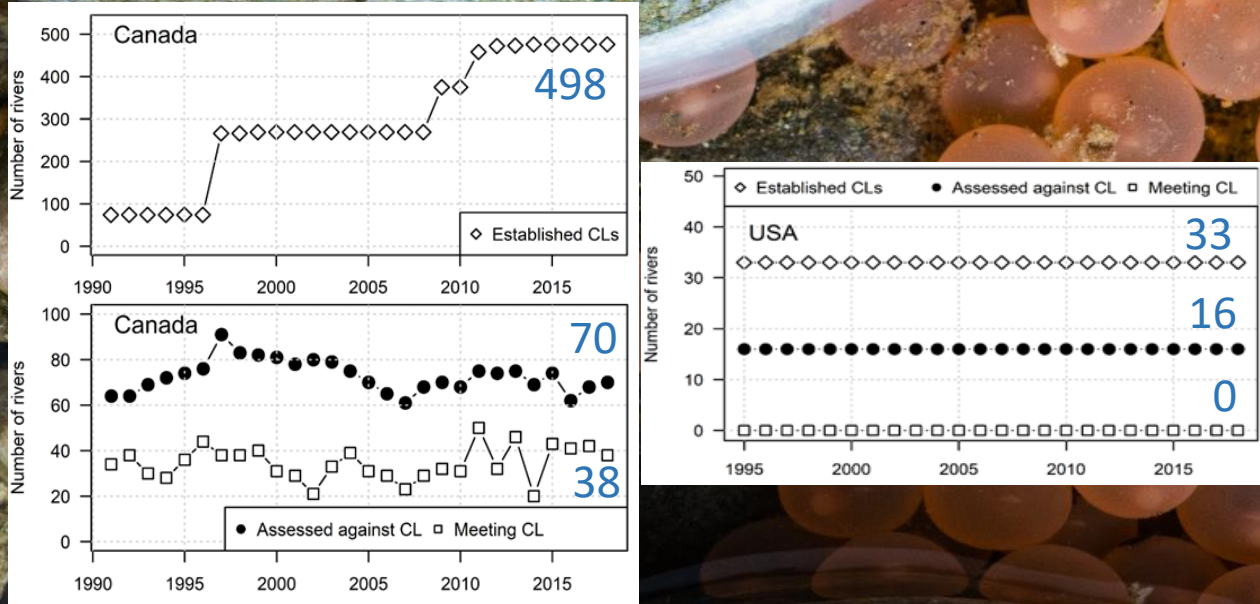 Canada
498
Number of rivers
500
400
300
200
100
0
Established CLs
1990 1995 2000 2005 2010 2015
Canada
70
38
Number of rivers
100
80
60
40
20
0
Assessed against CL Meeting CL
1990 1995 2000 2005 2010 2015
Established CLs Assessed against CL Meeting CL
USA
33
16
0
Number of rivers
50
40
30
20
10
0
1995 2000 2005 2010 2015